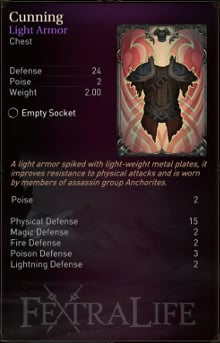 Cunning
Light Armor
Chest
Defense 24
Poise 2
Weight 2.00
Empty Socket
A light armor spiked with light-weight metal plates, it
improves resistance to physical attacks and is worn
by members of assassin group Anchorites.
Poise 2
Physical Defense 15
Magic Defense 2
Fire Defense 2
Poison Defense 3
Lightning Defense 2
FEXTRALIFE